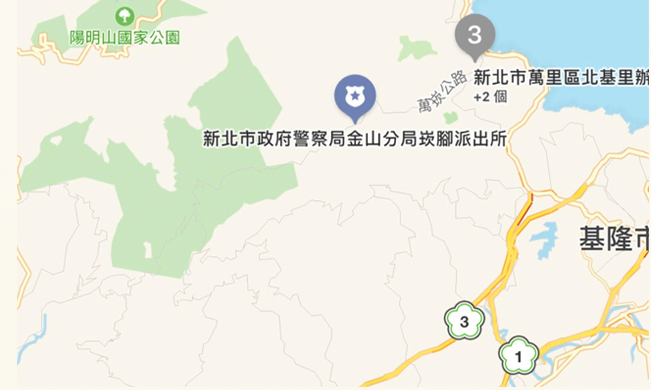 陽明山國家公園
3
新北市萬里區北基里辦
+2 個
萬崁公路
新北市政府警察局金山分局崁腳派出所
基隆市
3
1